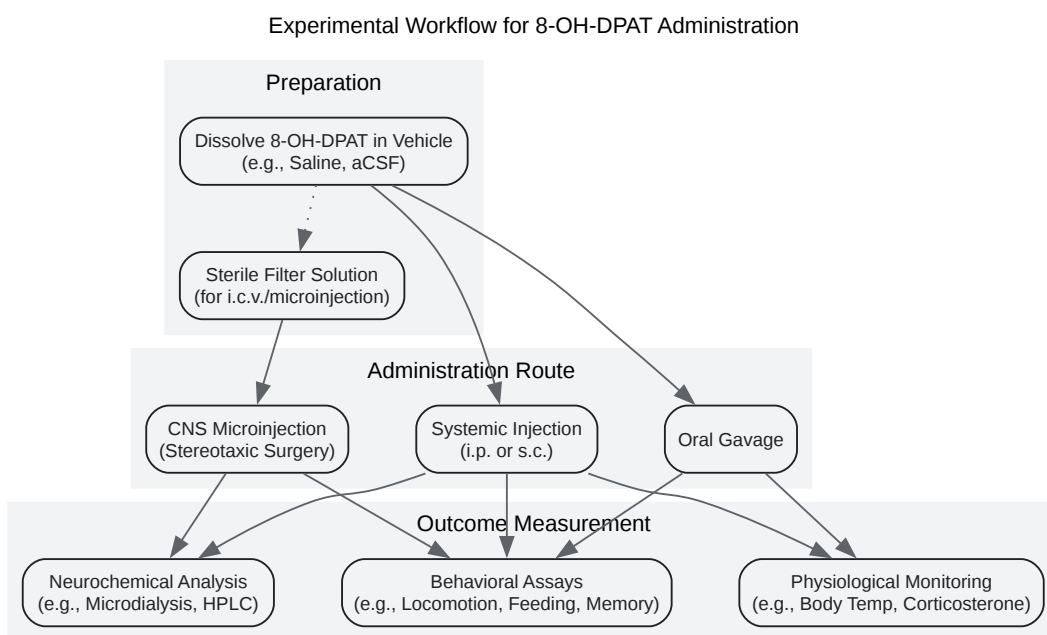 Experimental Workflow for 8-OH-DPAT Administration
Preparation
Dissolve 8-OH-DPAT in Vehicle
(e.g., Saline, aCSF)
Sterile Filter Solution
(for i.c.v./microinjection)
Administration Route
CNS Microinjection
(Stereotaxic Surgery)
Systemic Injection
(i.p. or s.c.)
Oral Gavage
Outcome Measurement
Neurochemical Analysis
(e.g., Microdialysis, HPLC)
Behavioral Assays
(e.g., Locomotion, Feeding, Memory)
Physiological Monitoring
(e.g., Body Temp, Corticosterone)